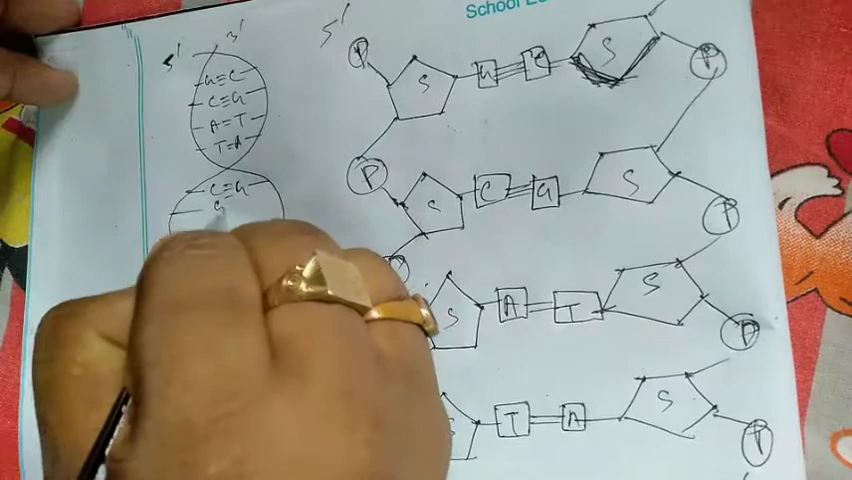 School
5' 3'
G≡C
C≡G
A=T
T=A
C≡G
G
5'
P S G≡C S P
P S C≡G S P
S A=T S P
S T=A S P